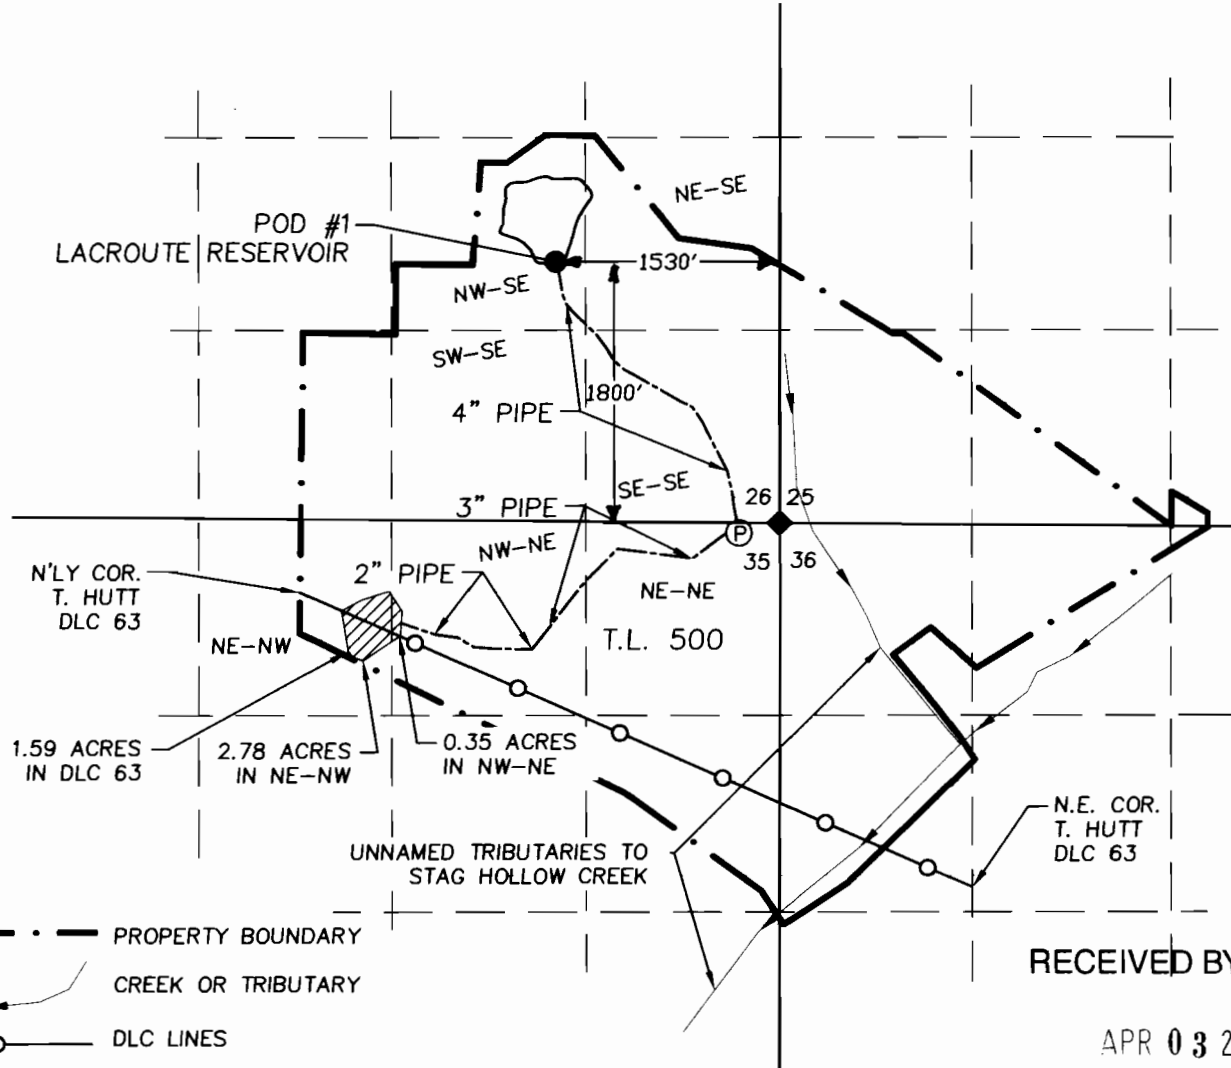 NE-SE
POD #1
LACROUTE RESERVOIR
1530'
NW-SE
SW-SE
1800'
4" PIPE
SE-SE
26 25
3" PIPE
P
35 36
NW-NE
N'LY COR.
T. HUTT
DLC 63
2" PIPE
NE-NE
NE-NW
T.L. 500
1.59 ACRES
IN DLC 63
2.78 ACRES
IN NE-NW
0.35 ACRES
IN NW-NE
N.E. COR.
T. HUTT
DLC 63
UNNAMED TRIBUTARIES TO
STAG HOLLOW CREEK
PROPERTY BOUNDARY
CREEK OR TRIBUTARY
DLC LINES
RECEIVED BY
APR 03 2